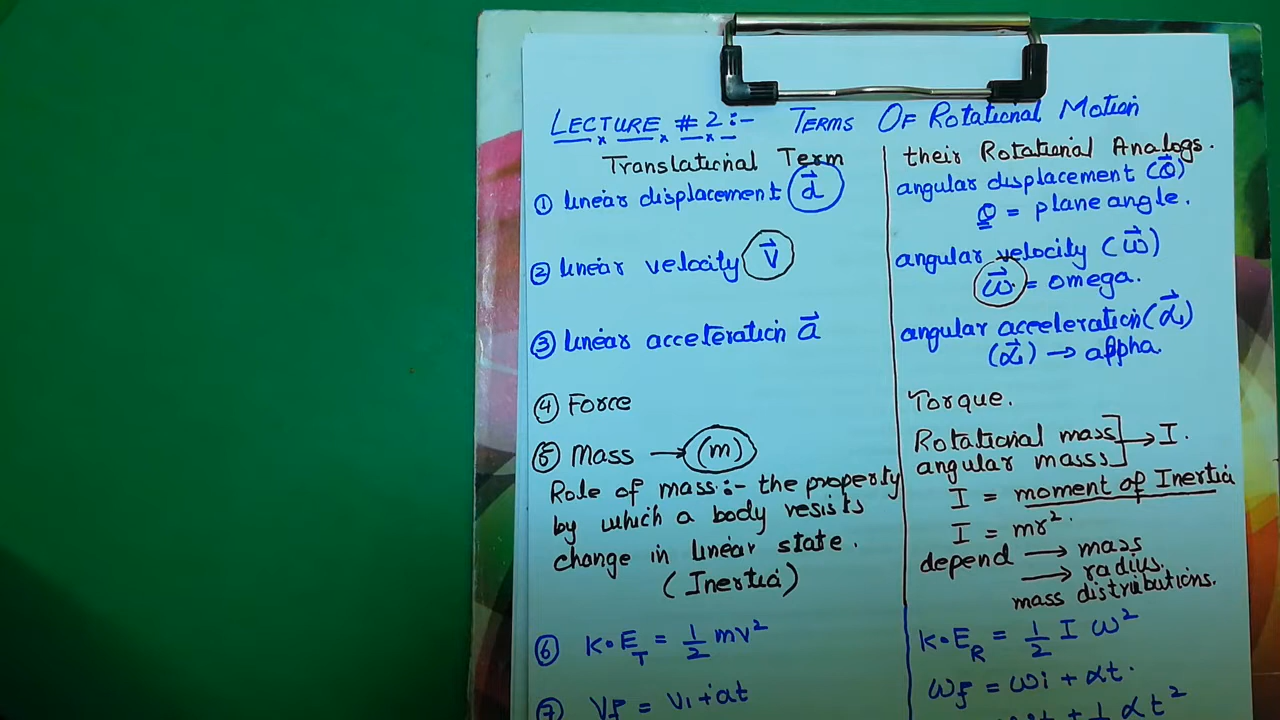 LECTURE # 2 :- TERMS OF Rotational Motion
Translational Term
their Rotational Analogs.
① linear displacement d⃗
angular displacement (θ⃗)
θ = plane angle.
② linear velocity v⃗
angular velocity (ω⃗)
ω⃗ = omega.
③ linear acceleration a⃗
angular acceleration (α⃗)
(α⃗) → alpha.
④ Force
Torque.
⑤ Mass → (m)
Rotational mass
angular masss → I.
Role of mass :- the property
by which a body resists
change in linear state.
(Inertia)
I = moment of Inertia
I = mr².
depend → mass
→ radius.
mass distributions.
⑥ K.E_T = 1/2 mv²
K.E_R = 1/2 I ω²
⑦ Vf = Vi + at
ωf = ωi + αt.
+ 1/2 αt²